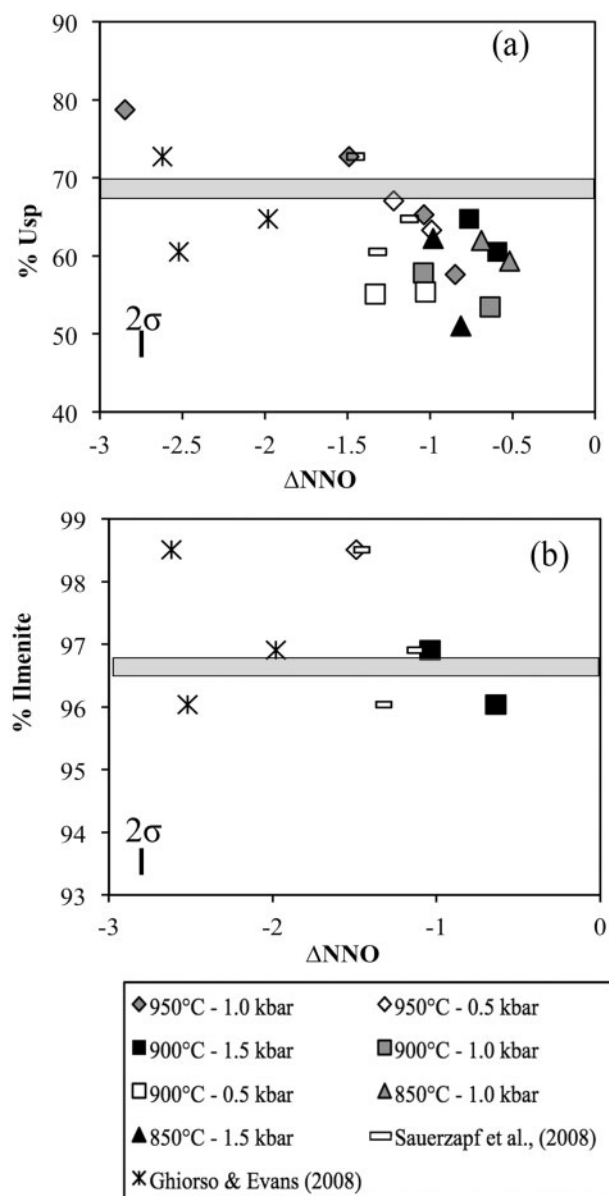 90
(a)
80
70
% Usp
60
50
2σ
40
-3 -2.5 -2 -1.5 -1 -0.5 0
ΔNNO
99
(b)
98
97
% Ilmenite
96
95
94
2σ
93
-3 -2 -1 0
ΔNNO
950°C - 1.0 kbar 950°C - 0.5 kbar
900°C - 1.5 kbar 900°C - 1.0 kbar
900°C - 0.5 kbar 850°C - 1.0 kbar
850°C - 1.5 kbar Sauerzapf et al., (2008)
Ghiorso & Evans (2008)